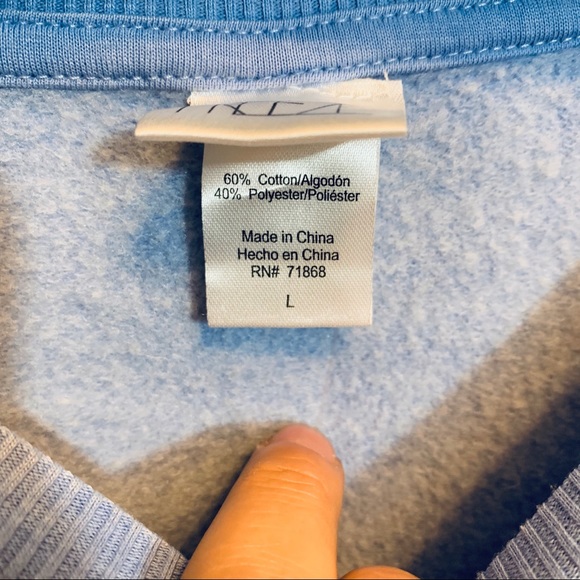 60% Cotton/Algodón
40% Polyester/Poliéster
Made in China
Hecho en China
RN# 71868
L